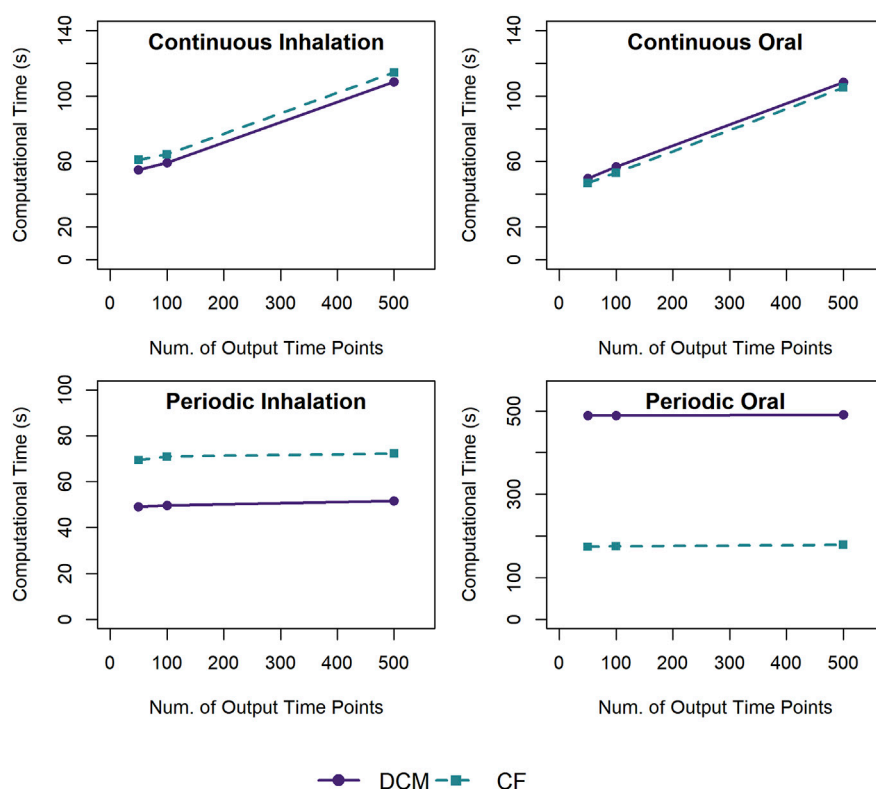 Continuous Inhalation
Computational Time (s)
0 20 60 100 140
0 100 200 300 400 500
Num. of Output Time Points
Continuous Oral
Computational Time (s)
0 20 60 100 140
0 100 200 300 400 500
Num. of Output Time Points
Periodic Inhalation
Computational Time (s)
0 20 40 60 80 100
0 100 200 300 400 500
Num. of Output Time Points
Periodic Oral
Computational Time (s)
0 100 300 500
0 100 200 300 400 500
Num. of Output Time Points
DCM CF